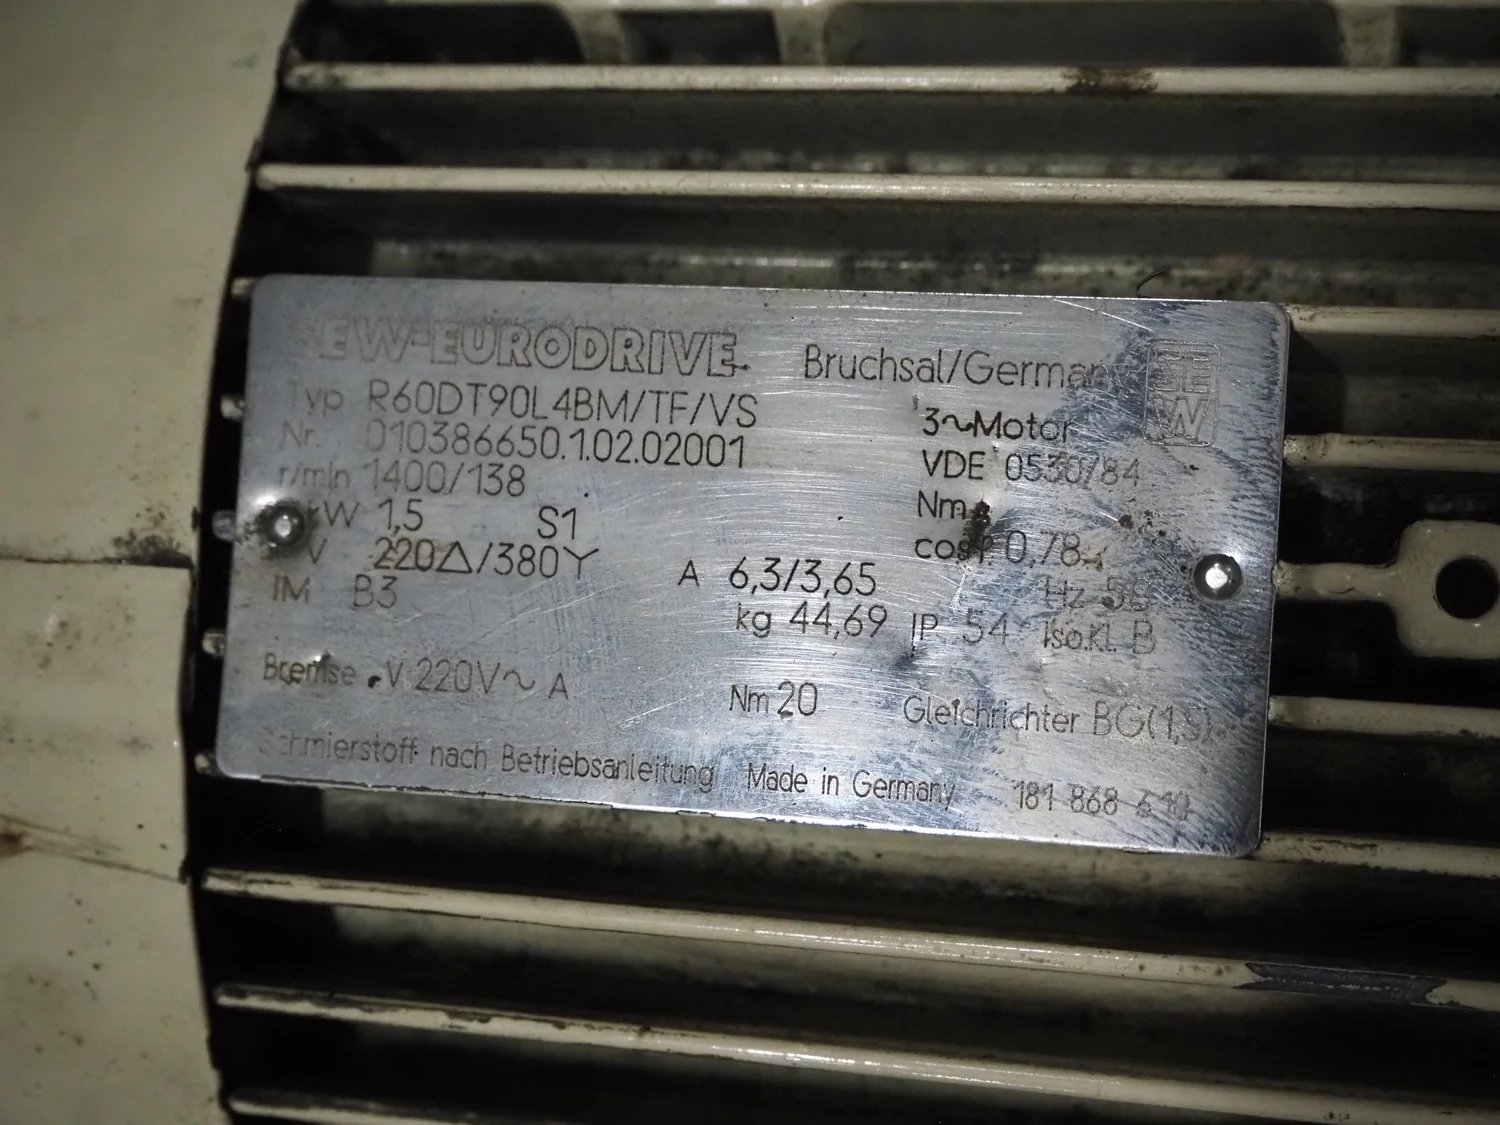 SEW-EURODRIVE Bruchsal/Germany SEW
Typ R60DT90L4BM/TF/VS 3~Motor
Nr. 010386650.1.02.02001 VDE 0530/84
r/min 1400/138 Nm
kW 1,5 S1 cosφ 0,78
V 220△/380Y A 6,3/3,65 Hz 50
IM B3 kg 44,69 IP 54 Iso.Kl. B
Bremse V 220V~ A Nm 20 Gleichrichter BG(1,5)
Schmierstoff nach Betriebsanleitung Made in Germany 181 868 6